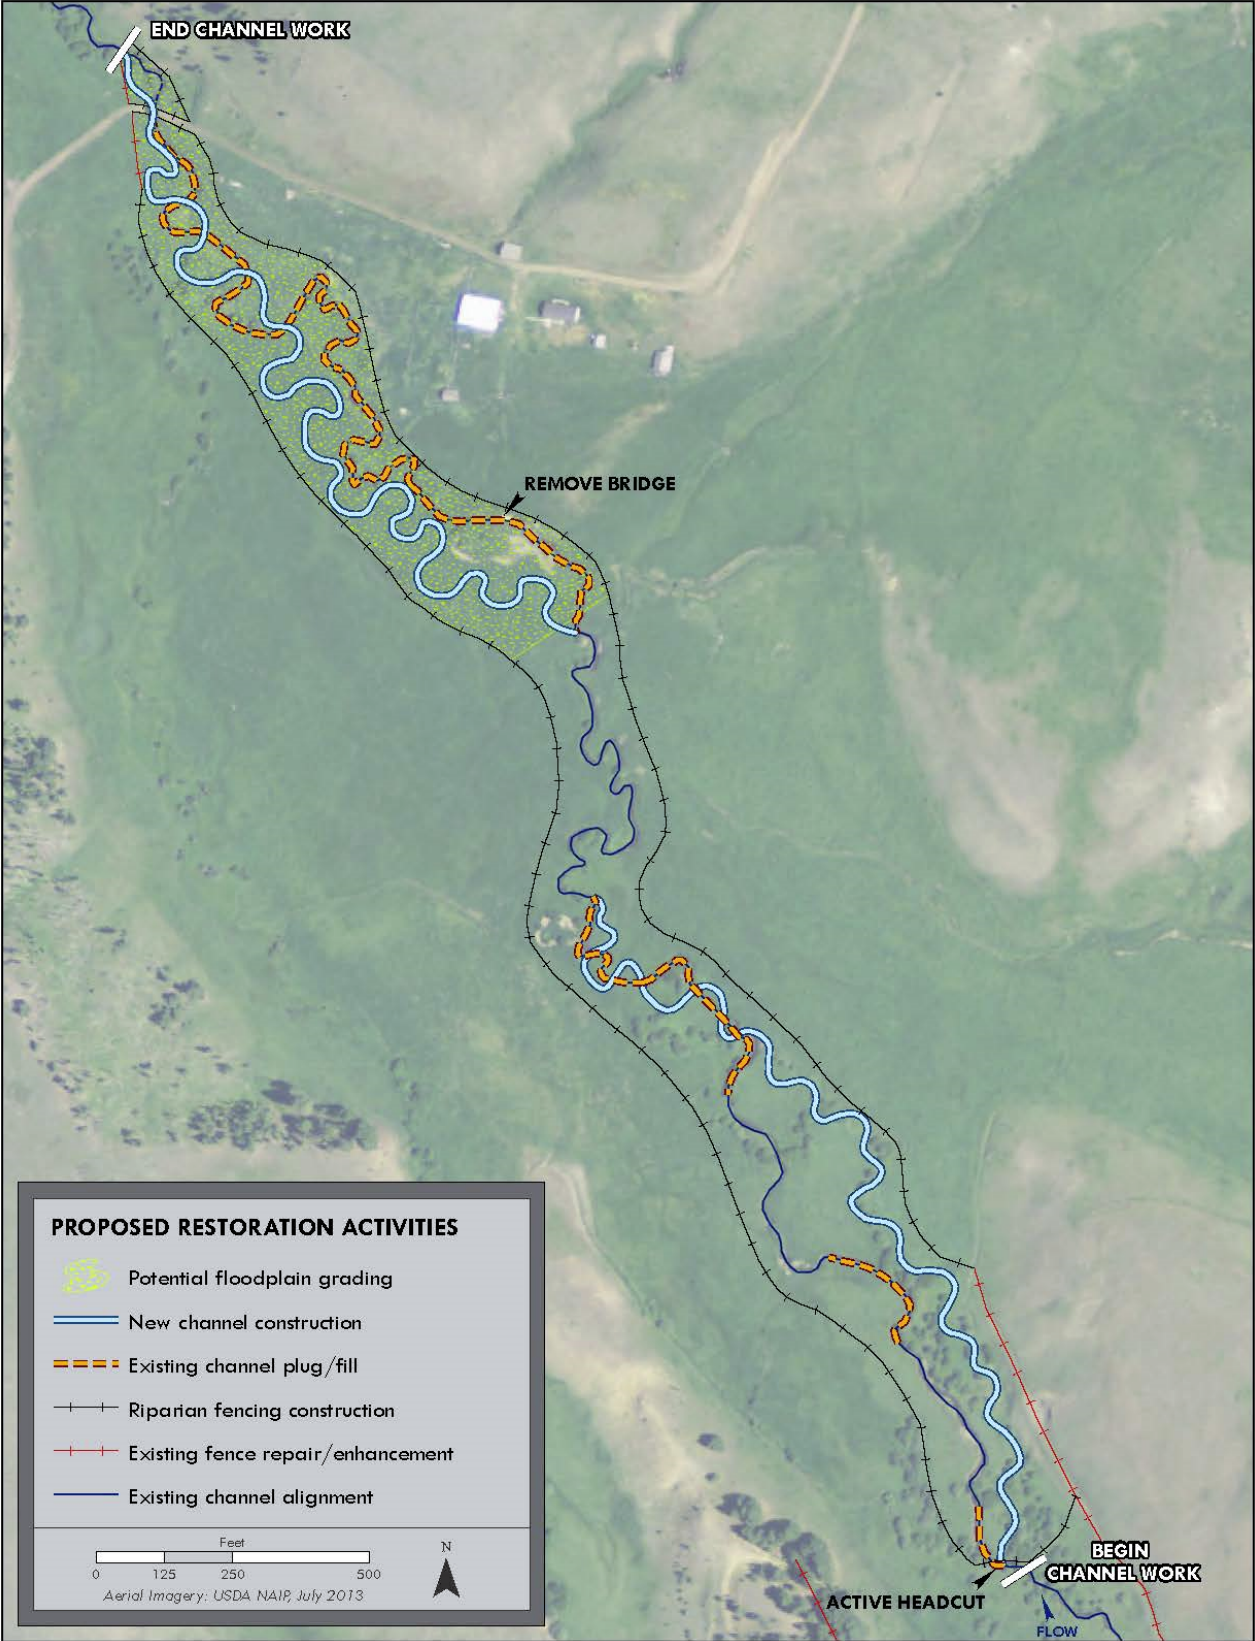 END CHANNEL WORK
REMOVE BRIDGE
PROPOSED RESTORATION ACTIVITIES
Potential floodplain grading
New channel construction
Existing channel plug/fill
Riparian fencing construction
Existing fence repair/enhancement
Existing channel alignment
Feet
0 125 250 500
Aerial Imagery: USDA NAIP, July 2013
N
BEGIN
CHANNEL WORK
ACTIVE HEADCUT
FLOW